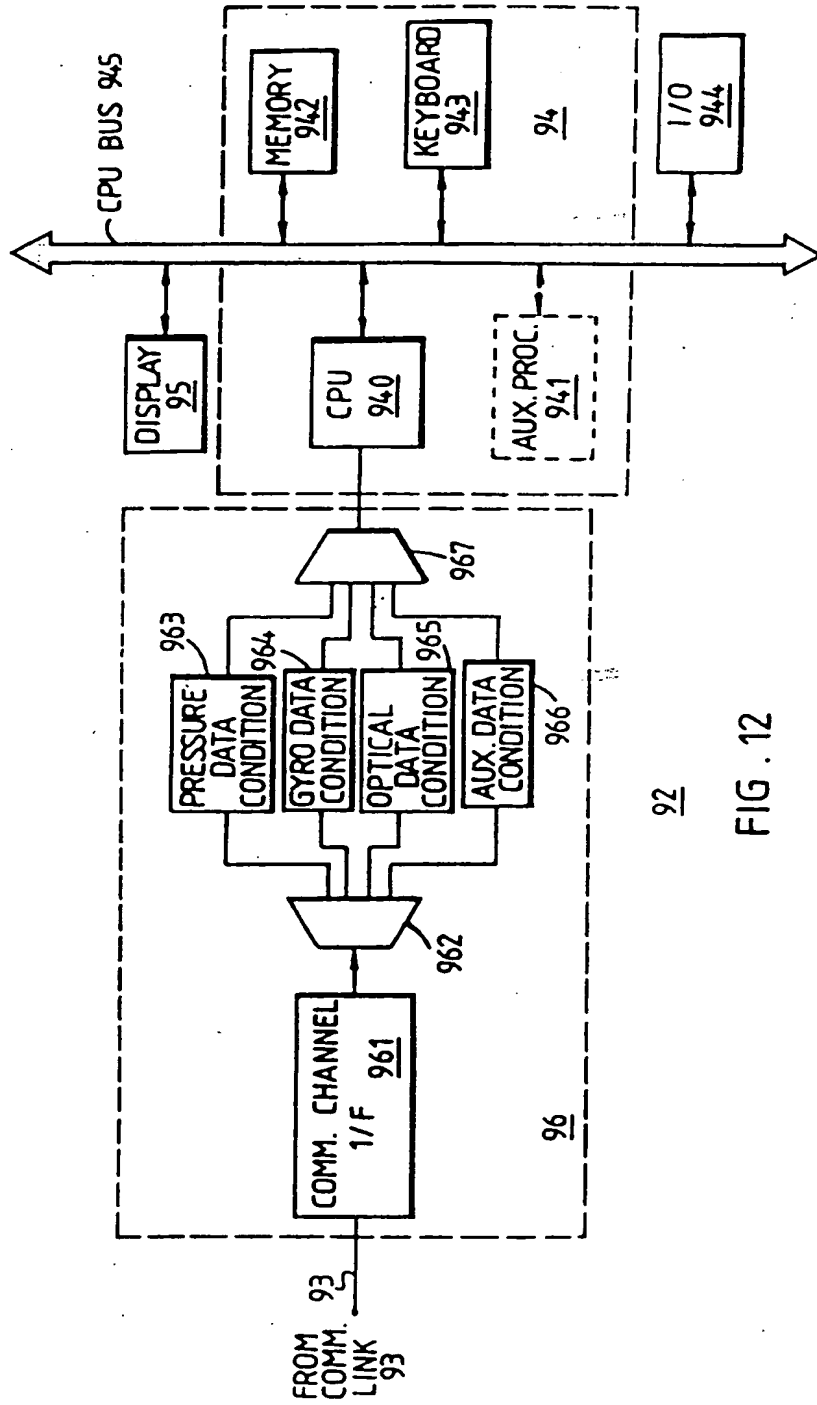 FROM
COMM.
LINK
93
93
COMM. CHANNEL
1/F
961
96
962
PRESSURE
DATA
CONDITION
963
GYRO DATA
CONDITION
964
OPTICAL
DATA
CONDITION
965
AUX. DATA
CONDITION
966
967
DISPLAY
95
CPU BUS 945
CPU
940
AUX. PROC.
941
MEMORY
942
KEYBOARD
943
94
I/O
944
92
FIG. 12